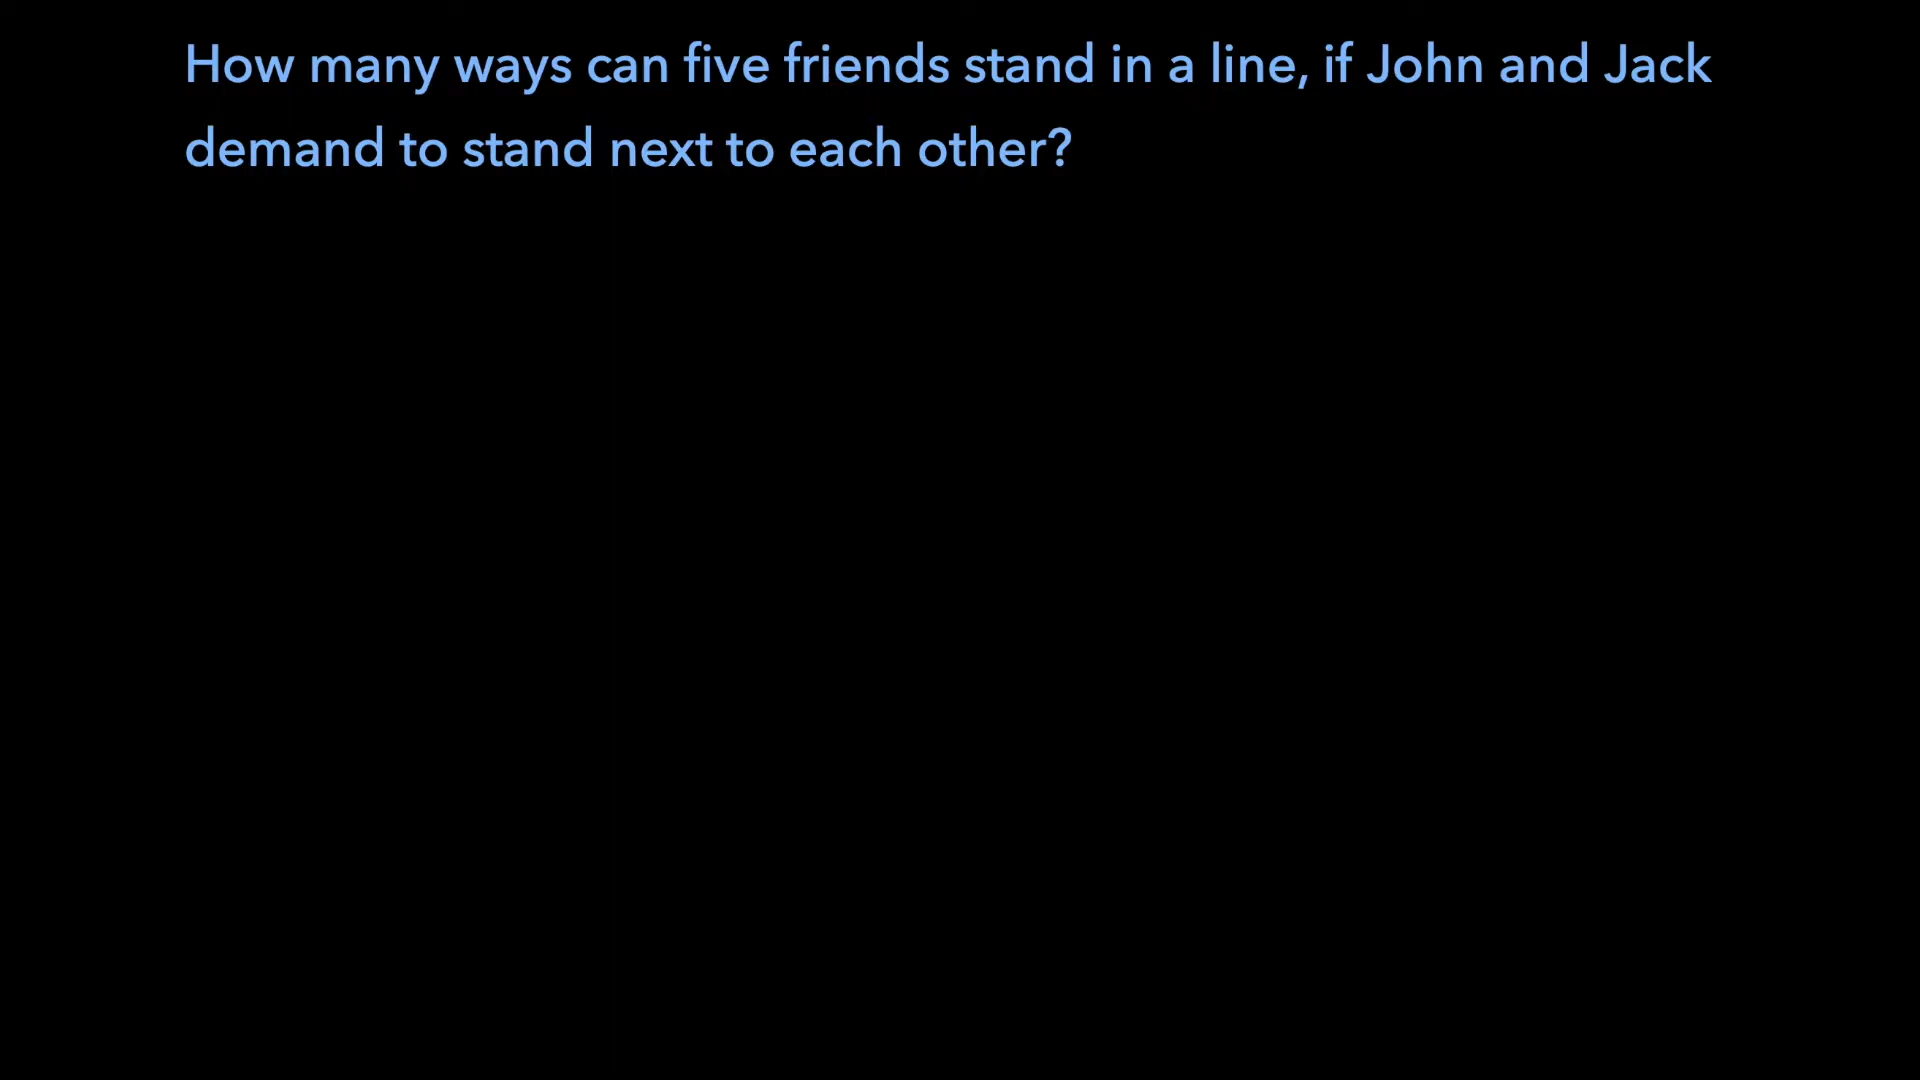 How many ways can five friends stand in a line, if John and Jack
demand to stand next to each other?